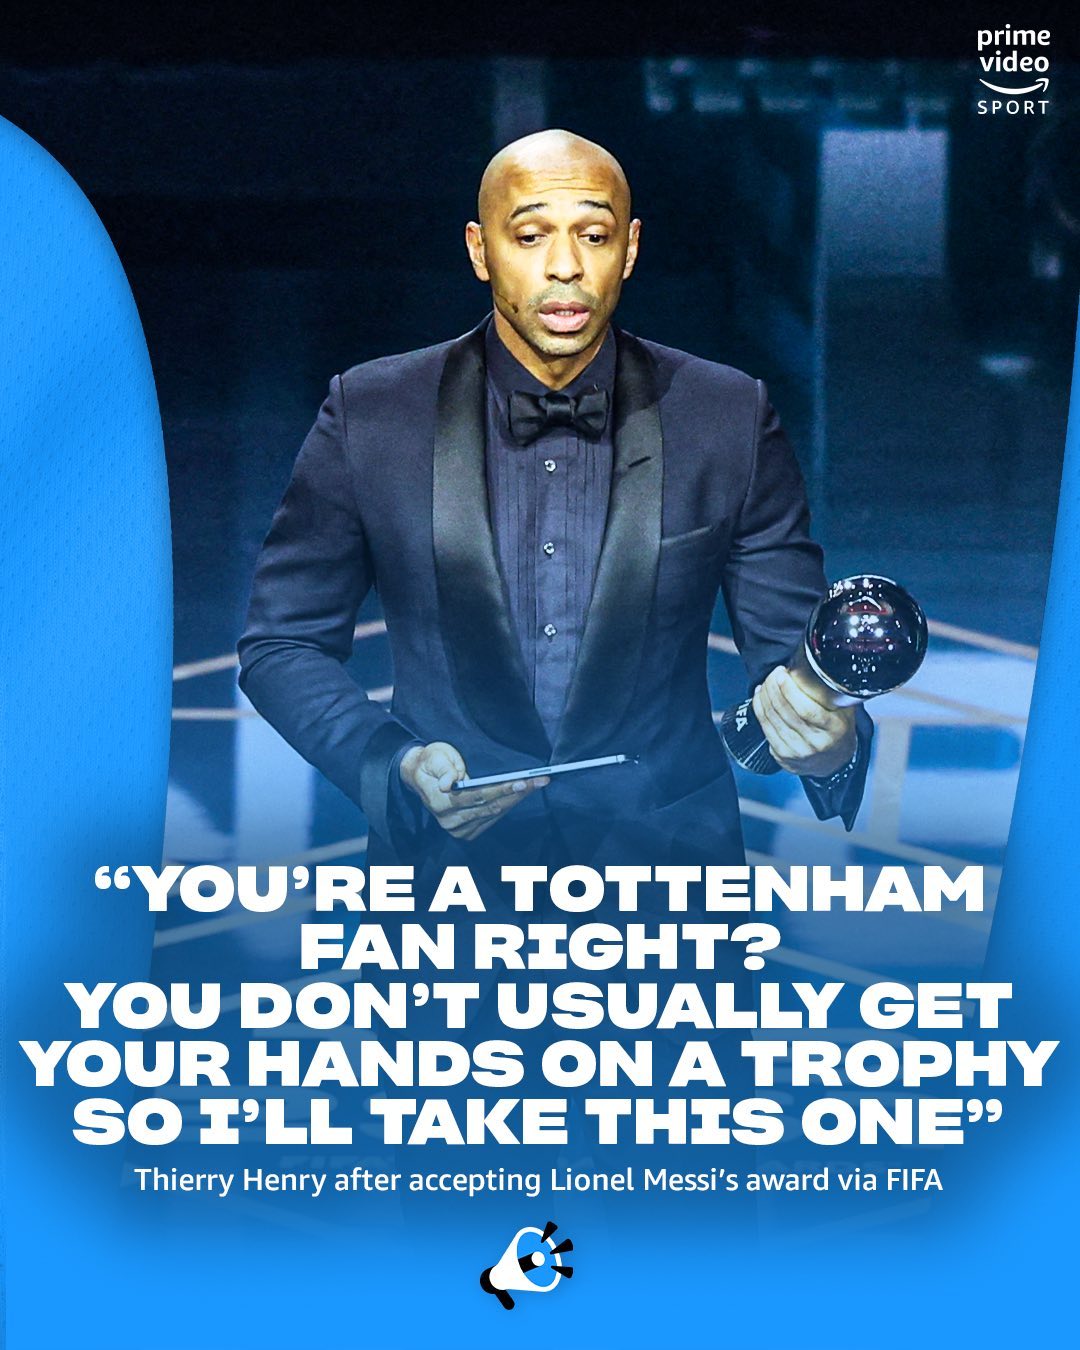 prime
video
SPORT
FIFA
“YOU’RE A TOTTENHAM
FAN RIGHT?
YOU DON’T USUALLY GET
YOUR HANDS ON A TROPHY
SO I’LL TAKE THIS ONE”
Thierry Henry after accepting Lionel Messi’s award via FIFA